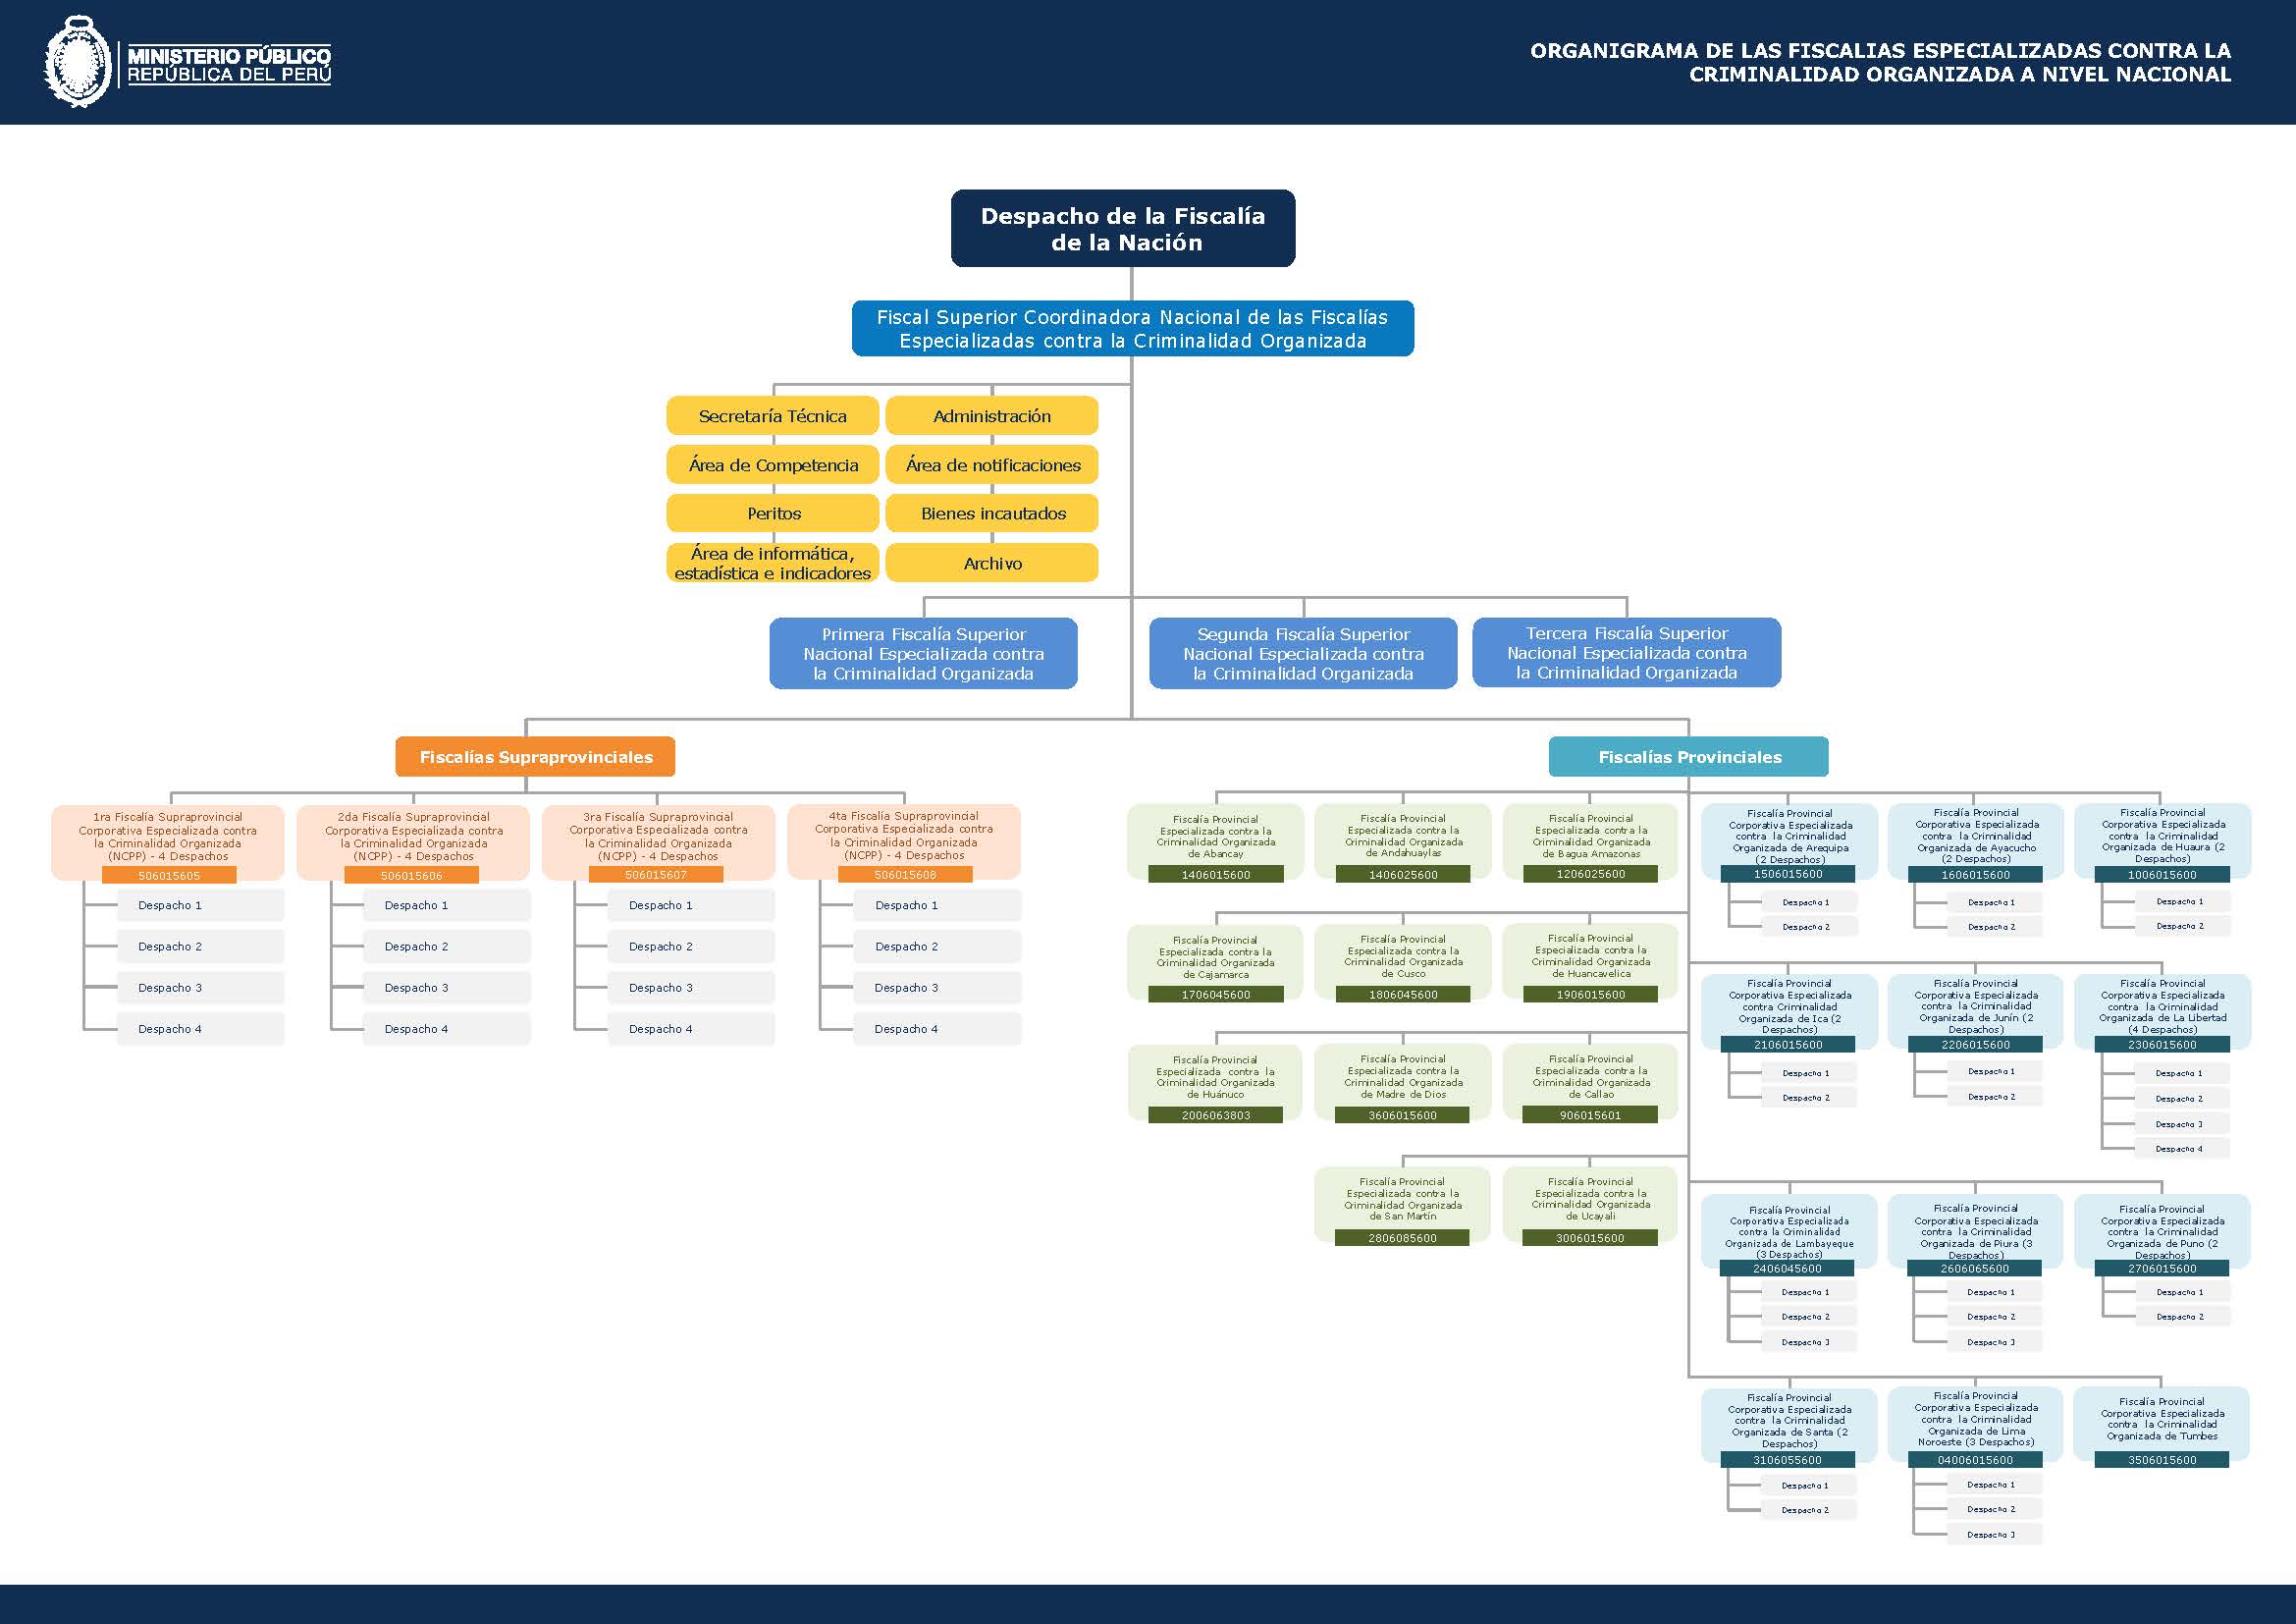 MINISTERIO PÚBLICO
REPÚBLICA DEL PERÚ
ORGANIGRAMA DE LAS FISCALIAS ESPECIALIZADAS CONTRA LA
CRIMINALIDAD ORGANIZADA A NIVEL NACIONAL
Despacho de la Fiscalía
de la Nación
Fiscal Superior Coordinadora Nacional de las Fiscalías
Especializadas contra la Criminalidad Organizada
Secretaría Técnica
Administración
Área de Competencia
Área de notificaciones
Peritos
Bienes incautados
Área de informática,
estadística e indicadores
Archivo
Primera Fiscalía Superior
Nacional Especializada contra
la Criminalidad Organizada
Segunda Fiscalía Superior
Nacional Especializada contra
la Criminalidad Organizada
Tercera Fiscalía Superior
Nacional Especializada contra
la Criminalidad Organizada
Fiscalías Supraprovinciales
1ra Fiscalía Supraprovincial
Corporativa Especializada contra
la Criminalidad Organizada
(NCPP) - 4 Despachos
506015605
Despacho 1
Despacho 2
Despacho 3
Despacho 4
2da Fiscalía Supraprovincial
Corporativa Especializada contra
la Criminalidad Organizada
(NCPP) - 4 Despachos
506015606
Despacho 1
Despacho 2
Despacho 3
Despacho 4
3ra Fiscalía Supraprovincial
Corporativa Especializada contra
la Criminalidad Organizada
(NCPP) - 4 Despachos
506015607
Despacho 1
Despacho 2
Despacho 3
Despacho 4
4ta Fiscalía Supraprovincial
Corporativa Especializada contra
la Criminalidad Organizada
(NCPP) - 4 Despachos
506015608
Despacho 1
Despacho 2
Despacho 3
Despacho 4
Fiscalías Provinciales
Fiscalía Provincial
Especializada contra la
Criminalidad Organizada
de Abancay
1406015600
Fiscalía Provincial
Especializada contra la
Criminalidad Organizada
de Andahuaylas
1406025600
Fiscalía Provincial
Especializada contra la
Criminalidad Organizada
de Bagua Amazonas
1206025600
Fiscalía Provincial
Especializada contra la
Criminalidad Organizada
de Cajamarca
1706045600
Fiscalía Provincial
Especializada contra la
Criminalidad Organizada
de Cusco
1806045600
Fiscalía Provincial
Especializada contra la
Criminalidad Organizada
de Huancavelica
1906015600
Fiscalía Provincial
Especializada contra la
Criminalidad Organizada
de Huánuco
2006063803
Fiscalía Provincial
Especializada contra la
Criminalidad Organizada
de Madre de Dios
3606015600
Fiscalía Provincial
Especializada contra la
Criminalidad Organizada
de Callao
906015601
Fiscalía Provincial
Especializada contra la
Criminalidad Organizada
de San Martín
2806085600
Fiscalía Provincial
Especializada contra la
Criminalidad Organizada
de Ucayali
3006015600
Fiscalía Provincial
Corporativa Especializada
contra la Criminalidad
Organizada de Arequipa
(2 Despachos)
1506015600
Despacho 1
Despacho 2
Fiscalía Provincial
Corporativa Especializada
contra la Criminalidad
Organizada de Ayacucho
(2 Despachos)
1606015600
Despacho 1
Despacho 2
Fiscalía Provincial
Corporativa Especializada
contra la Criminalidad
Organizada de Huaura (2
Despachos)
1006015600
Despacho 1
Despacho 2
Fiscalía Provincial
Corporativa Especializada
contra Criminalidad
Organizada de Ica (2
Despachos)
2106015600
Despacho 1
Despacho 2
Fiscalía Provincial
Corporativa Especializada
contra la Criminalidad
Organizada de Junín (2
Despachos)
2206015600
Despacho 1
Despacho 2
Fiscalía Provincial
Corporativa Especializada
contra la Criminalidad
Organizada de La Libertad
(4 Despachos)
2306015600
Despacho 1
Despacho 2
Despacho 3
Despacho 4
Fiscalía Provincial
Corporativa Especializada
contra la Criminalidad
Organizada de Lambayeque
(3 Despachos)
2406045600
Despacho 1
Despacho 2
Despacho 3
Fiscalía Provincial
Corporativa Especializada
contra la Criminalidad
Organizada de Piura (3
Despachos)
2606065600
Despacho 1
Despacho 2
Despacho 3
Fiscalía Provincial
Corporativa Especializada
contra la Criminalidad
Organizada de Puno (2
Despachos)
2706015600
Despacho 1
Despacho 2
Fiscalía Provincial
Corporativa Especializada
contra la Criminalidad
Organizada de Santa (2
Despachos)
3106055600
Despacho 1
Despacho 2
Fiscalía Provincial
Corporativa Especializada
contra la Criminalidad
Organizada de Lima
Noroeste (3 Despachos)
04006015600
Despacho 1
Despacho 2
Despacho 3
Fiscalía Provincial
Corporativa Especializada
contra la Criminalidad
Organizada de Tumbes
3506015600